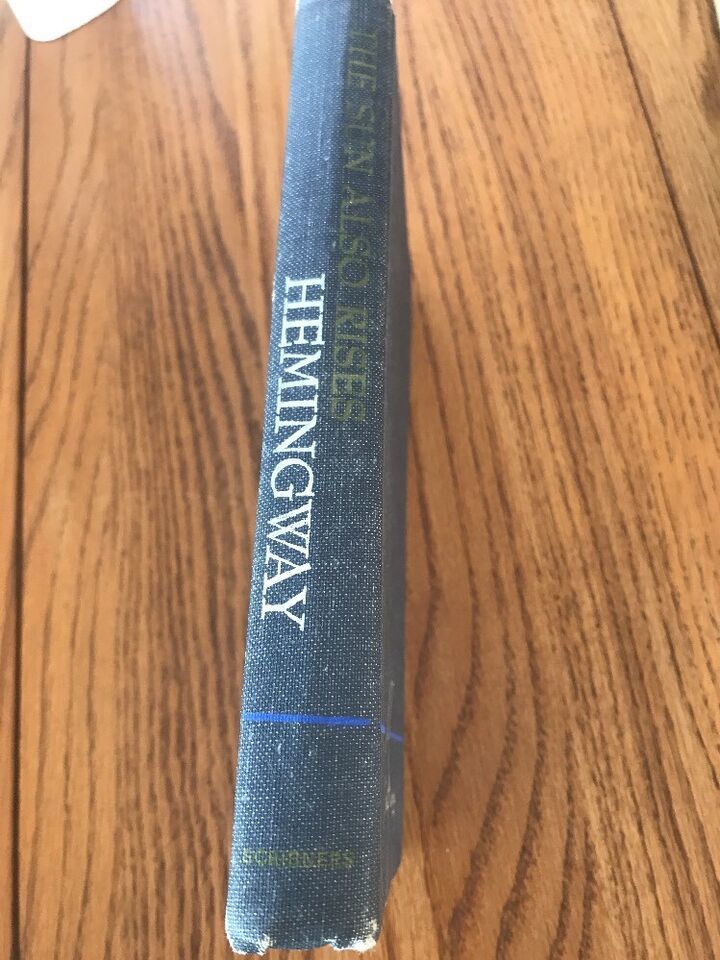 THE SUN ALSO RISES
HEMINGWAY
SCRIBNERS